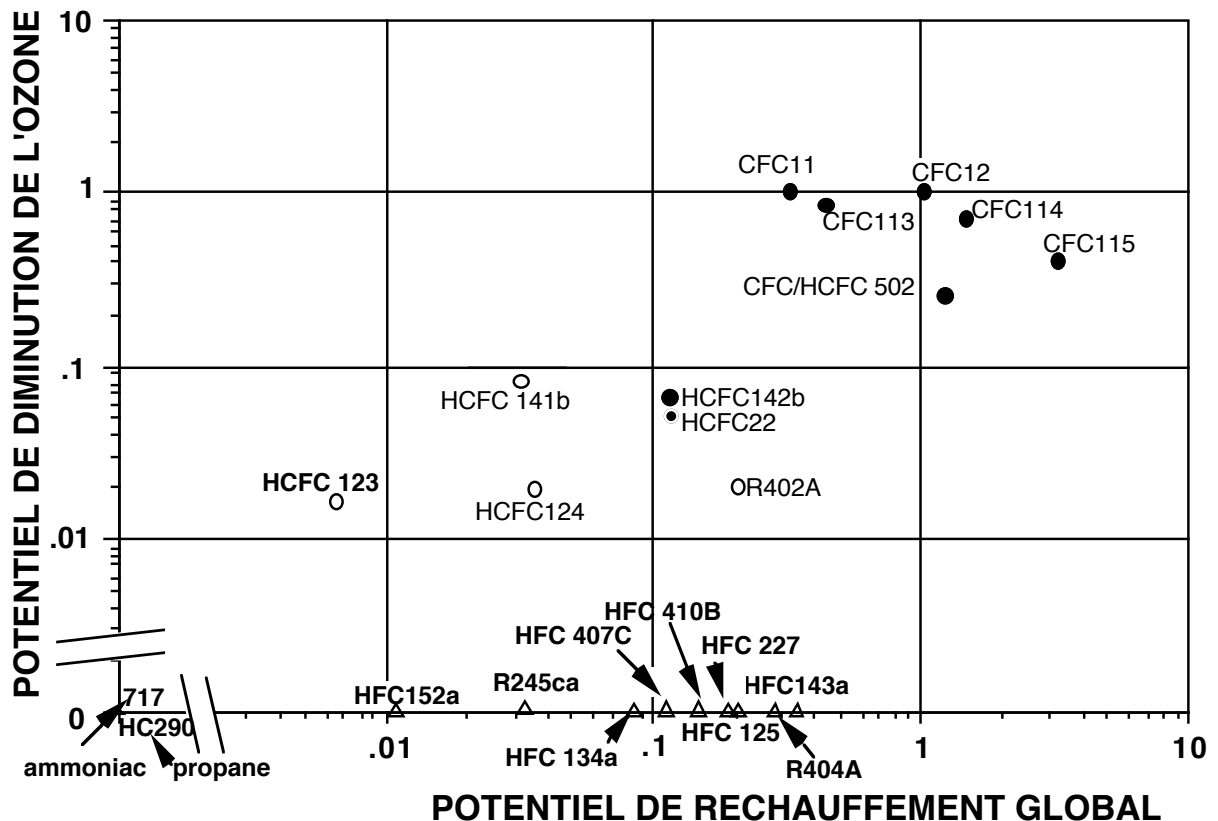 POTENTIEL DE DIMINUTION DE L'OZONE
10
1
.1
.01
0
CFC11
CFC12
CFC113
CFC114
CFC115
CFC/HCFC 502
HCFC 141b
HCFC142b
HCFC22
HCFC 123
HCFC124
R402A
HFC 410B
HFC 407C
HFC 227
717
HFC152a
R245ca
HFC143a
HC290
HFC 125
.01
.1
1
10
ammoniac
propane
HFC 134a
R404A
POTENTIEL DE RECHAUFFEMENT GLOBAL